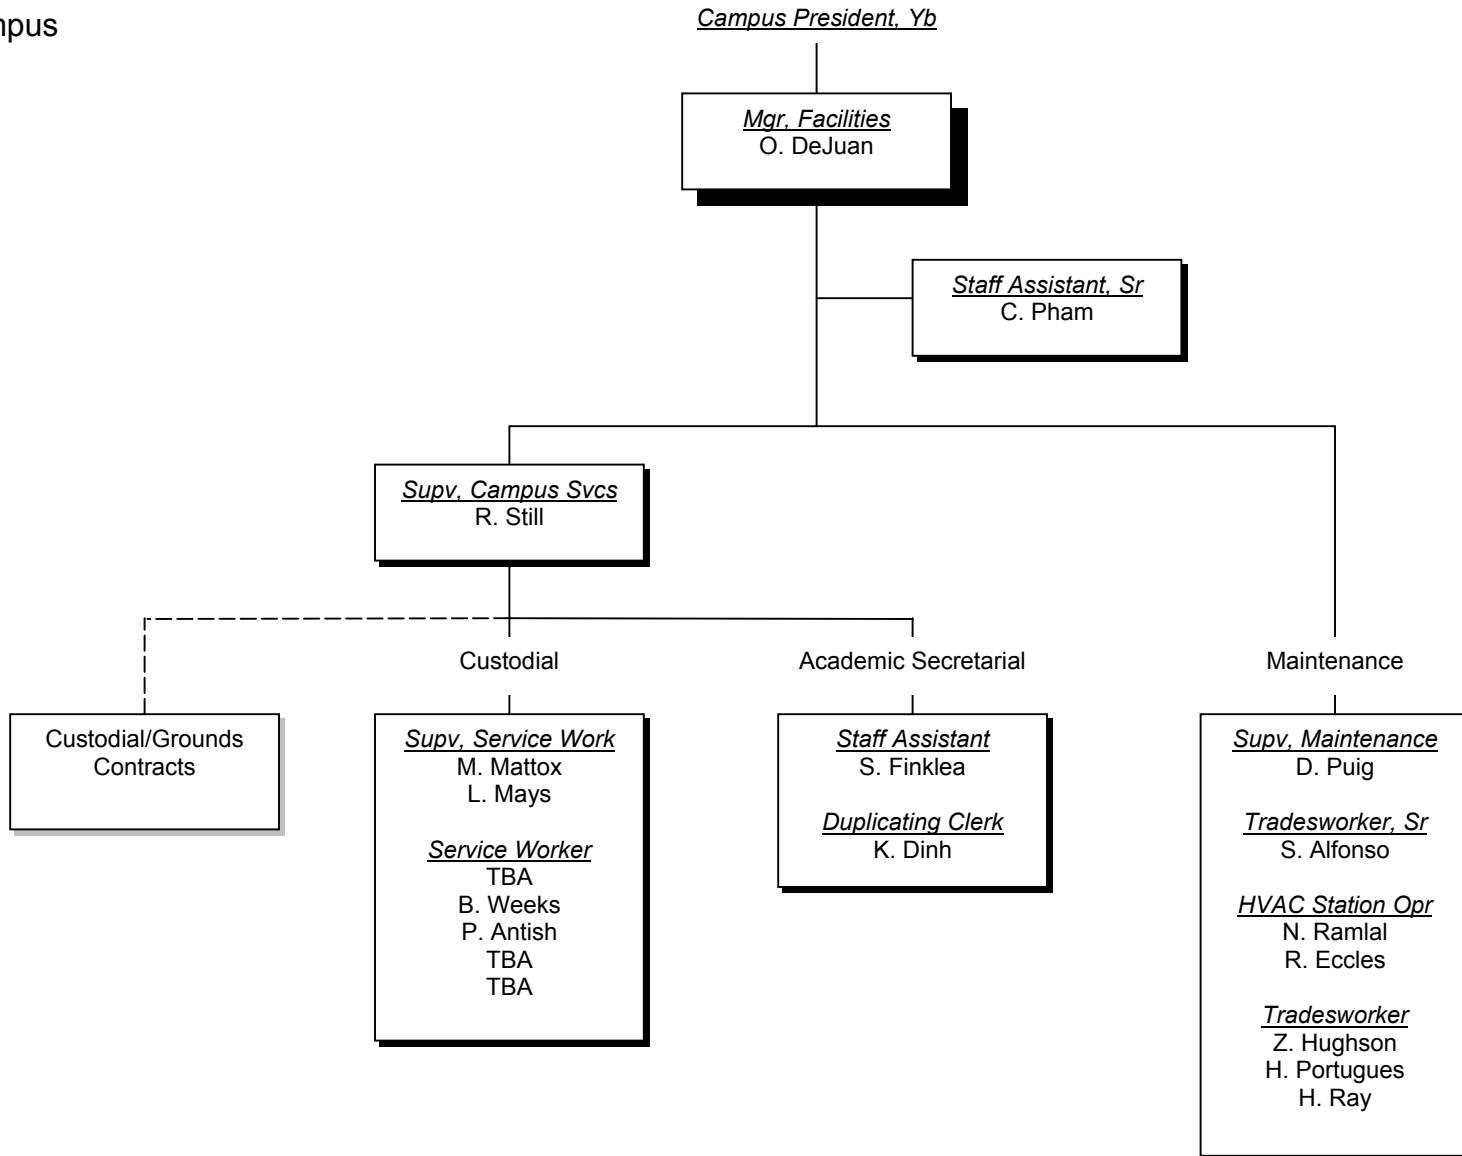 mpus
Campus President, Yb
Mgr, Facilities
O. DeJuan
Staff Assistant, Sr
C. Pham
Supv, Campus Svcs
R. Still
Custodial
Academic Secretarial
Maintenance
Custodial/Grounds
Contracts
Supv, Service Work
M. Mattox
L. Mays
Service Worker
TBA
B. Weeks
P. Antish
TBA
TBA
Staff Assistant
S. Finklea
Duplicating Clerk
K. Dinh
Supv, Maintenance
D. Puig
Tradesworker, Sr
S. Alfonso
HVAC Station Opr
N. Ramlal
R. Eccles
Tradesworker
Z. Hughson
H. Portugues
H. Ray